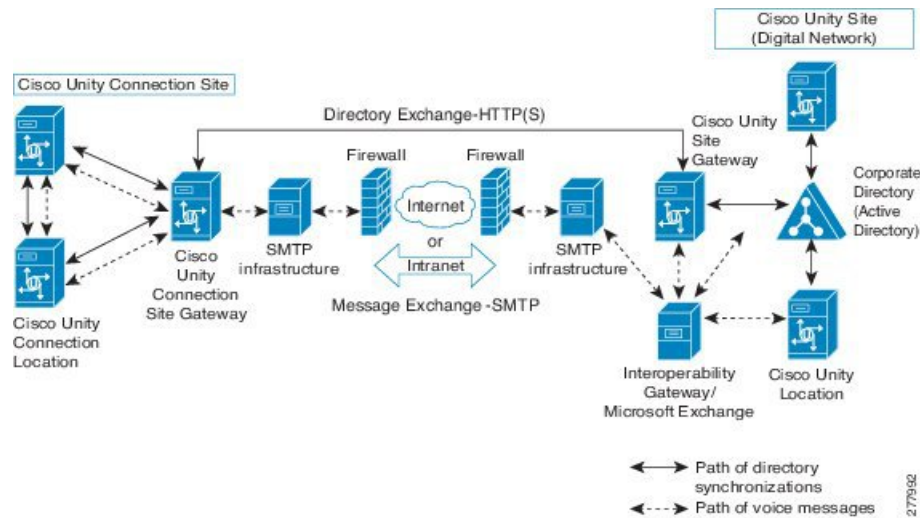 Cisco Unity Site
(Digital Network)
Cisco Unity Connection Site
Directory Exchange-HTTP(S)
Cisco Unity
Site
Gateway
Firewall
Firewall
Corporate
Directory
(Active
Directory)
Internet
or
Intranet
SMTP
infrastructure
SMTP
infrastructure
Cisco
Unity
Connection
Site Gateway
Message Exchange -SMTP
Cisco Unity
Connection
Location
Interoperability
Gateway/
Microsoft Exchange
Cisco Unity
Location
Path of directory
synchronizations
Path of voice messages
277992